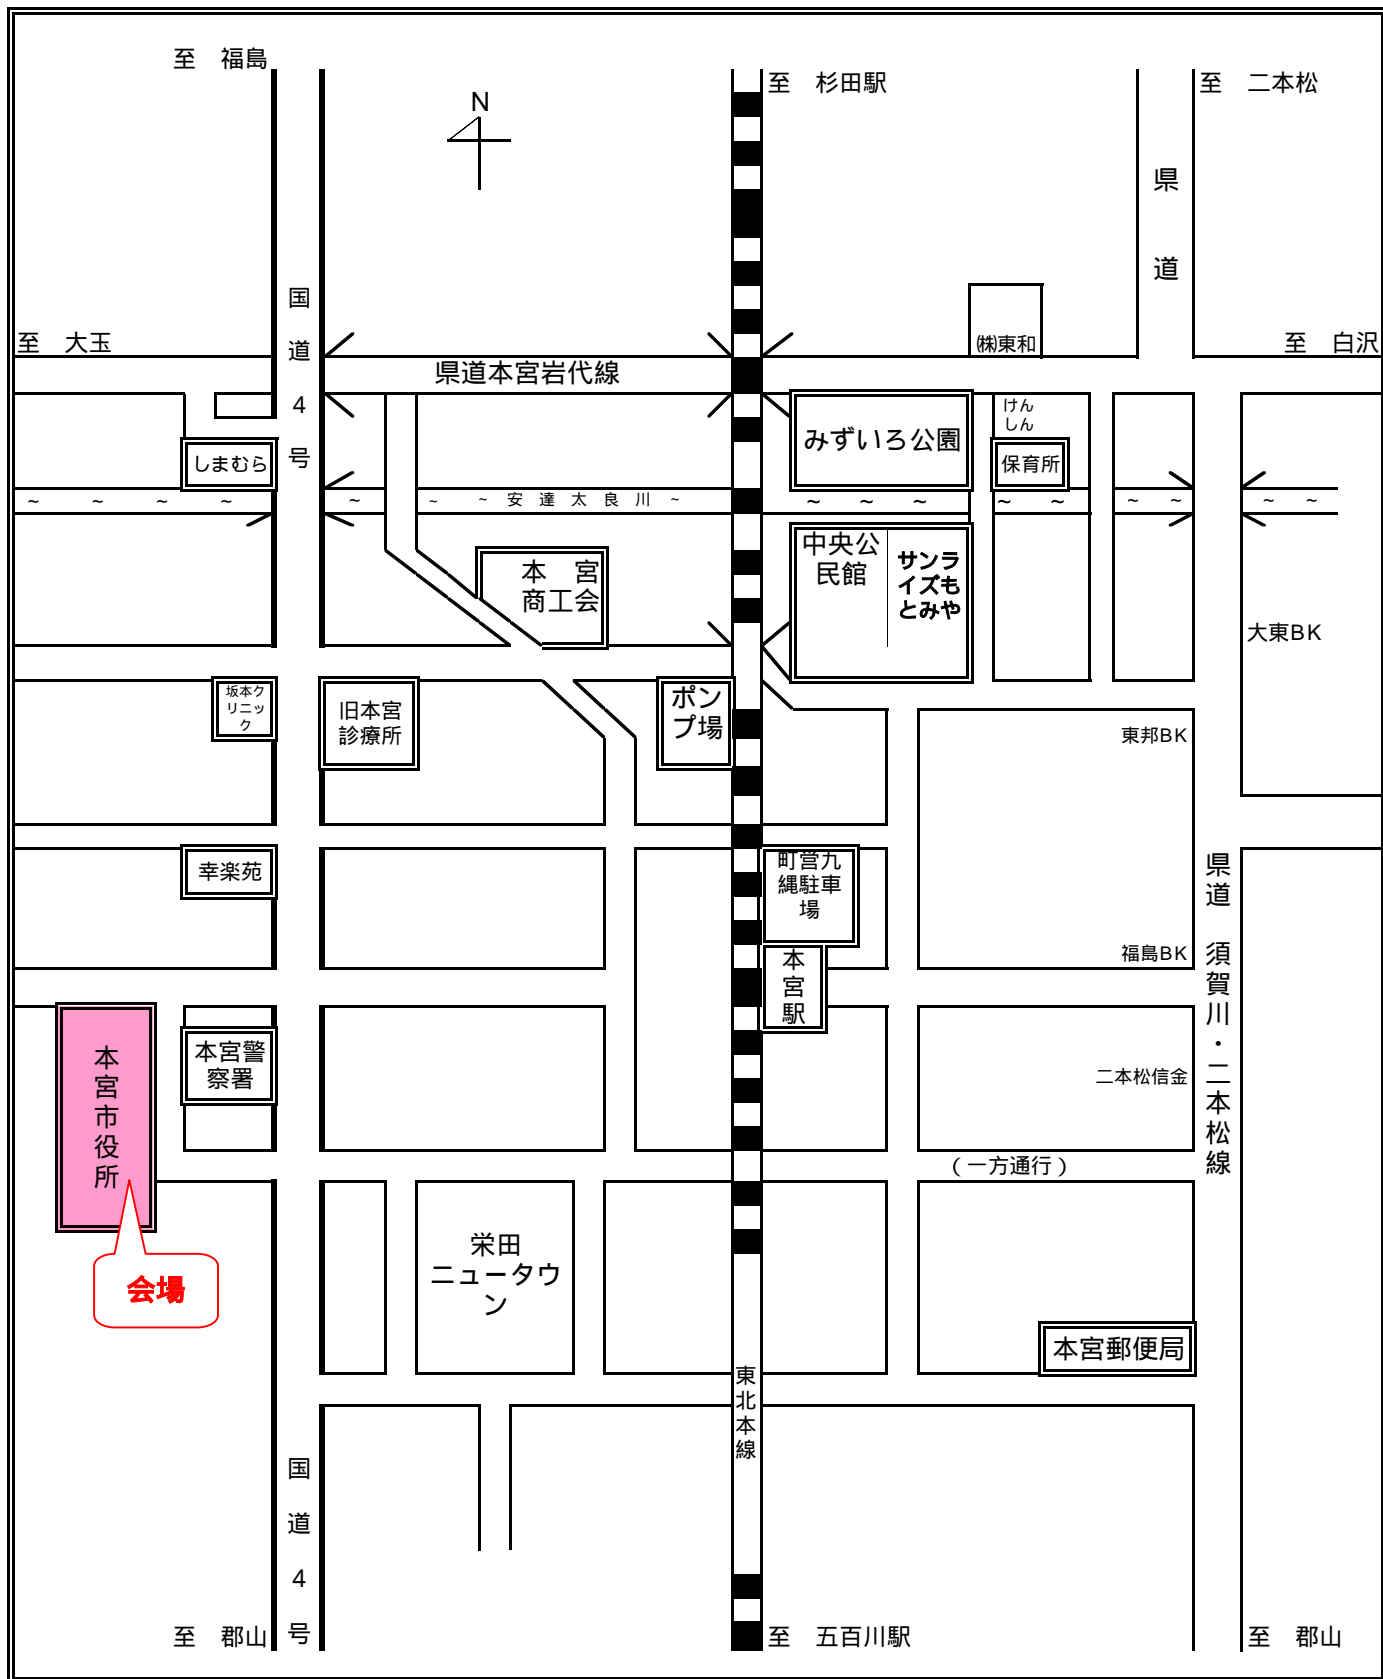 至　福島
至　杉田駅
至　二本松
N
県道
国道4号
至　大玉
至　白沢
㈱東和
県道本宮岩代線
けん
しん
みずいろ公園
しまむら
保育所
~ ~ ~ ~ ~ ~ ~ 安 達 太 良 川 ~ ~ ~ ~ ~ ~ ~ ~ ~ ~
中央公
民館
サンラ
イズも
とみや
本　宮
商工会
大東BK
坂本ク
リニッ
ク
旧本宮
診療所
ポン
プ場
東邦BK
幸楽苑
町営九
縄駐車
場
県道　須賀川・二本松線
福島BK
本宮駅
本宮市役所
本宮警
察署
二本松信金
(一方通行)
栄田
ニュータウ
ン
会場
本宮郵便局
東北本線
国道4号
至　郡山
至　五百川駅
至　郡山